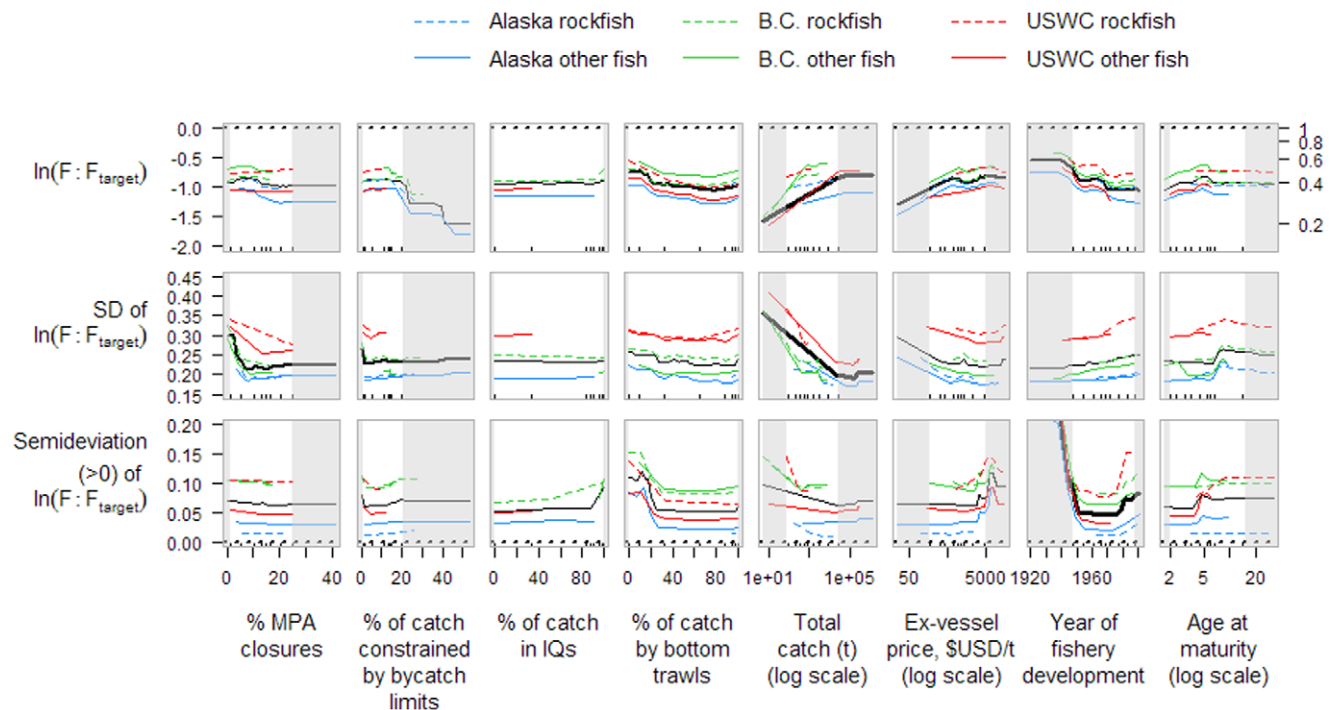 Alaska rockfish B.C. rockfish USWC rockfish
Alaska other fish B.C. other fish USWC other fish
ln(F : Ftarget)
0.0
-0.5
-1.0
-1.5
-2.0
1
0.8
0.6
0.4
0.2
SD of
ln(F : Ftarget)
0.45
0.40
0.35
0.30
0.25
0.20
0.15
Semideviation
(>0) of
ln(F : Ftarget)
0.20
0.15
0.10
0.05
0.00
0 20 40
0 20 40
0 40 80
0 40 80
1e+01 1e+05
50 5000
1920 1960
2 5 20
% MPA
closures
% of catch
constrained
by bycatch
limits
% of catch
in IQs
% of catch
by bottom
trawls
Total
catch (t)
(log scale)
Ex-vessel
price, $USD/t
(log scale)
Year of
fishery
development
Age at
maturity
(log scale)